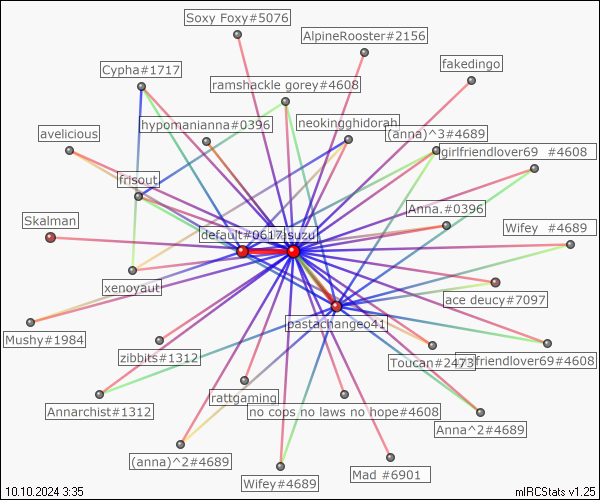 Soxy Foxy#5076
AlpineRooster#2156
fakedingo
Cypha#1717
ramshackle gorey#4608
hypomanianna#0396
neokingghidorah
avelicious
(anna)^3#4689
girlfriendlover69 #4608
frisout
Anna.#0396
Skalman
default#0617
suzu
Wifey #4689
xenoyaut
ace deucy#7097
pastachangeo41
Mushy#1984
zibbits#1312
Toucan#2473
friendlover69#4608
rattgaming
Annarchist#1312
no cops no laws no hope#4608
Anna^2#4689
(anna)^2#4689
Wifey#4689
Mad #6901
10.10.2024 3:35
mIRCStats v1.25